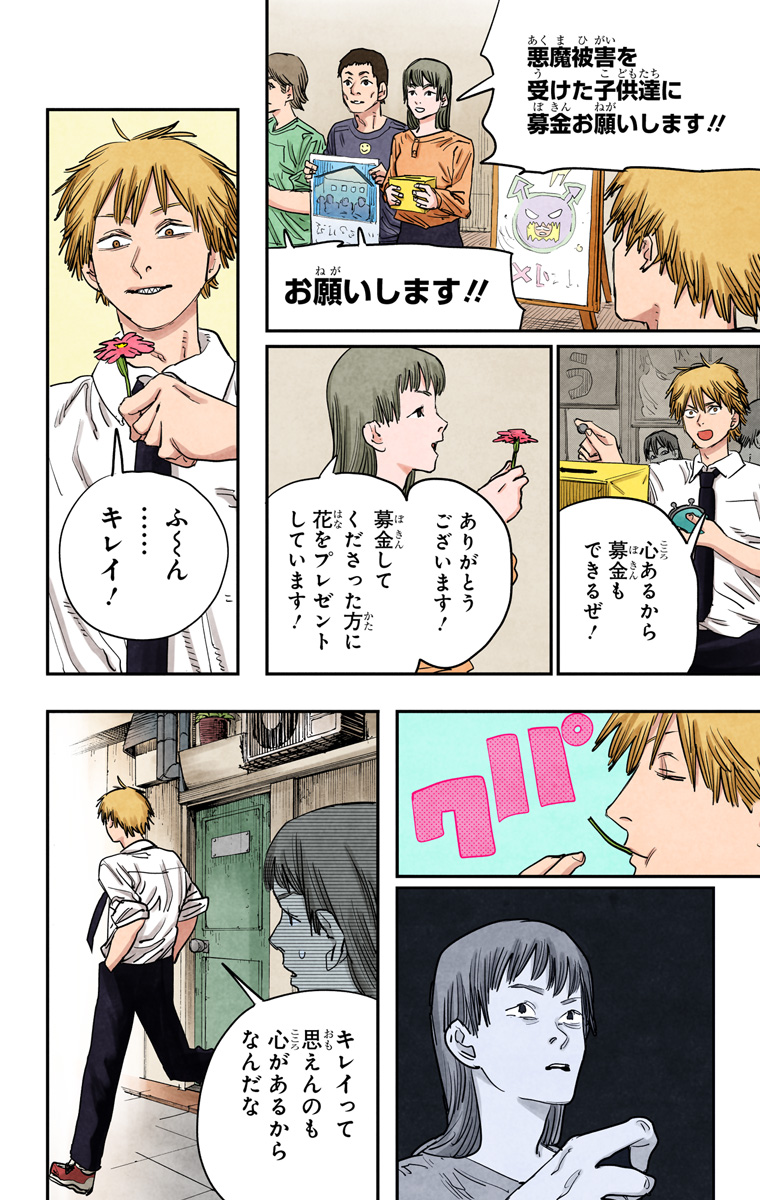 悪魔被害を
受けた子供達に
募金お願いします!!
お願いします!!
ふ〜ん
……
キレイ!
心あるから
募金も
できるぜ!
ありがとう
ございます!
募金して
くださった方に
花をプレゼント
しています!
クパ
キレイって
思えんのも
心があるから
なんだな